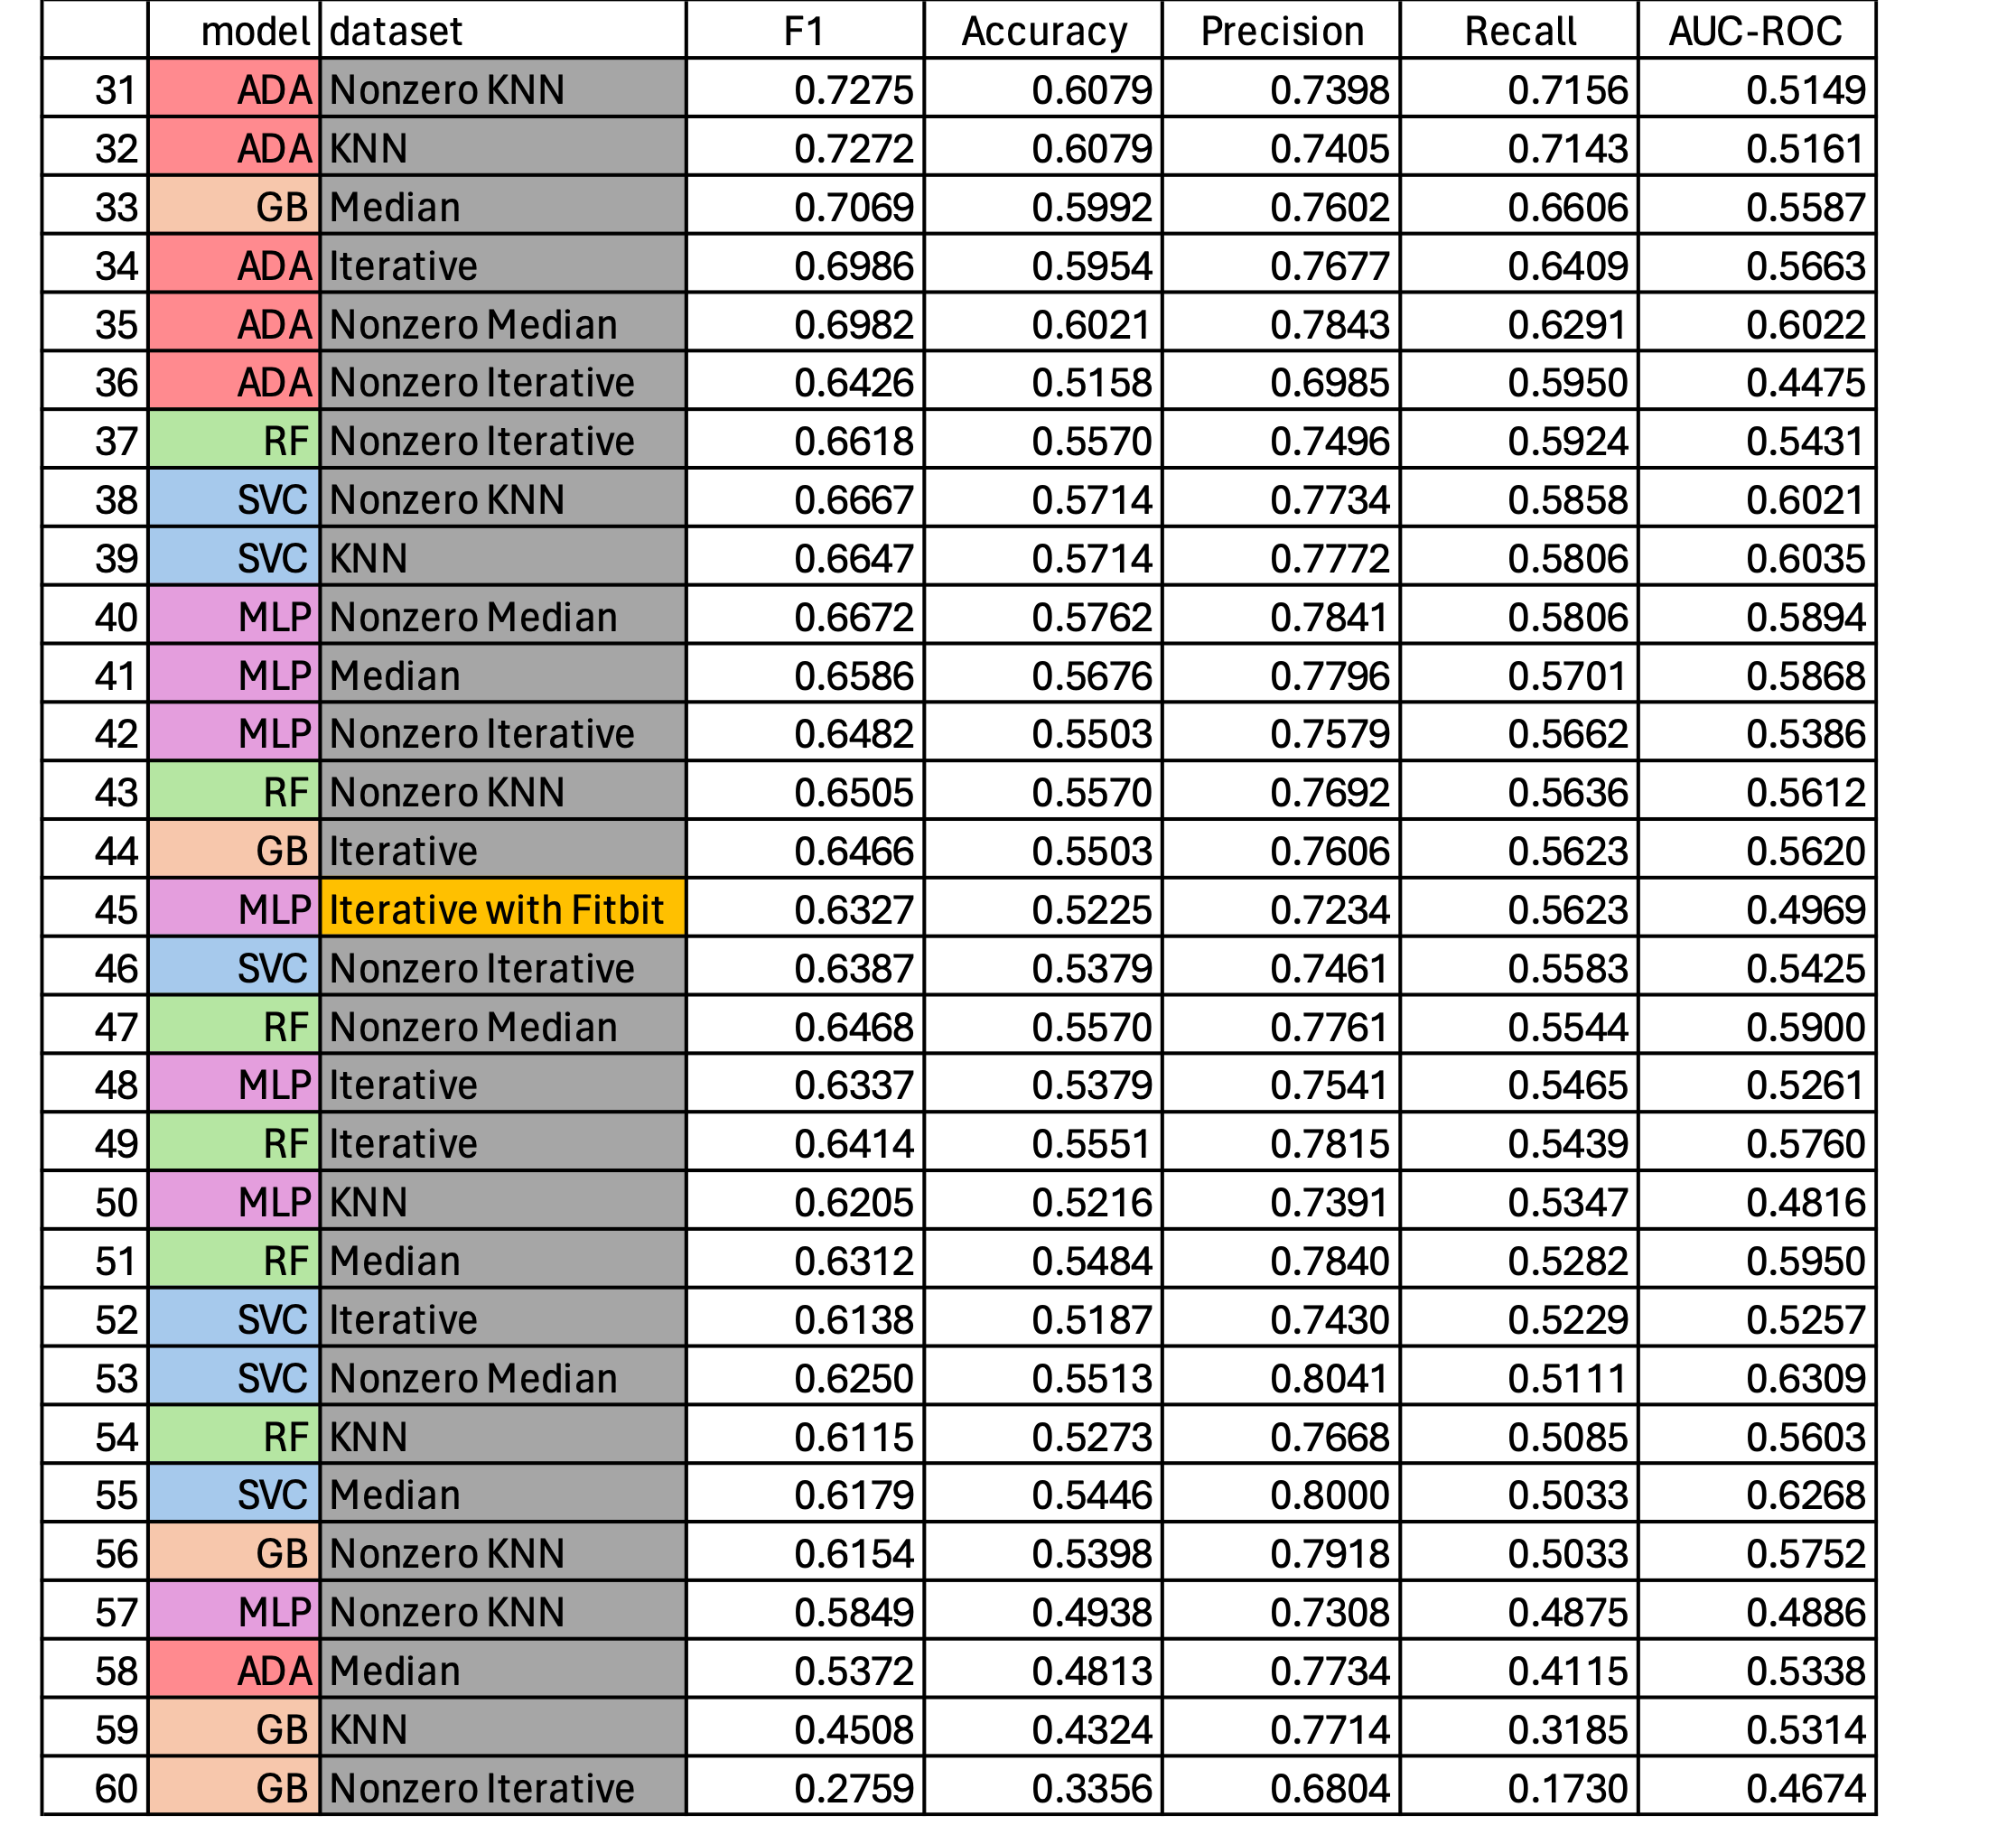 model dataset F1 Accuracy Precision Recall AUC-ROC
31 ADA Nonzero KNN 0.7275 0.6079 0.7398 0.7156 0.5149
32 ADA KNN 0.7272 0.6079 0.7405 0.7143 0.5161
33 GB Median 0.7069 0.5992 0.7602 0.6606 0.5587
34 ADA Iterative 0.6986 0.5954 0.7677 0.6409 0.5663
35 ADA Nonzero Median 0.6982 0.6021 0.7843 0.6291 0.6022
36 ADA Nonzero Iterative 0.6426 0.5158 0.6985 0.5950 0.4475
37 RF Nonzero Iterative 0.6618 0.5570 0.7496 0.5924 0.5431
38 SVC Nonzero KNN 0.6667 0.5714 0.7734 0.5858 0.6021
39 SVC KNN 0.6647 0.5714 0.7772 0.5806 0.6035
40 MLP Nonzero Median 0.6672 0.5762 0.7841 0.5806 0.5894
41 MLP Median 0.6586 0.5676 0.7796 0.5701 0.5868
42 MLP Nonzero Iterative 0.6482 0.5503 0.7579 0.5662 0.5386
43 RF Nonzero KNN 0.6505 0.5570 0.7692 0.5636 0.5612
44 GB Iterative 0.6466 0.5503 0.7606 0.5623 0.5620
45 MLP Iterative with Fitbit 0.6327 0.5225 0.7234 0.5623 0.4969
46 SVC Nonzero Iterative 0.6387 0.5379 0.7461 0.5583 0.5425
47 RF Nonzero Median 0.6468 0.5570 0.7761 0.5544 0.5900
48 MLP Iterative 0.6337 0.5379 0.7541 0.5465 0.5261
49 RF Iterative 0.6414 0.5551 0.7815 0.5439 0.5760
50 MLP KNN 0.6205 0.5216 0.7391 0.5347 0.4816
51 RF Median 0.6312 0.5484 0.7840 0.5282 0.5950
52 SVC Iterative 0.6138 0.5187 0.7430 0.5229 0.5257
53 SVC Nonzero Median 0.6250 0.5513 0.8041 0.5111 0.6309
54 RF KNN 0.6115 0.5273 0.7668 0.5085 0.5603
55 SVC Median 0.6179 0.5446 0.8000 0.5033 0.6268
56 GB Nonzero KNN 0.6154 0.5398 0.7918 0.5033 0.5752
57 MLP Nonzero KNN 0.5849 0.4938 0.7308 0.4875 0.4886
58 ADA Median 0.5372 0.4813 0.7734 0.4115 0.5338
59 GB KNN 0.4508 0.4324 0.7714 0.3185 0.5314
60 GB Nonzero Iterative 0.2759 0.3356 0.6804 0.1730 0.4674